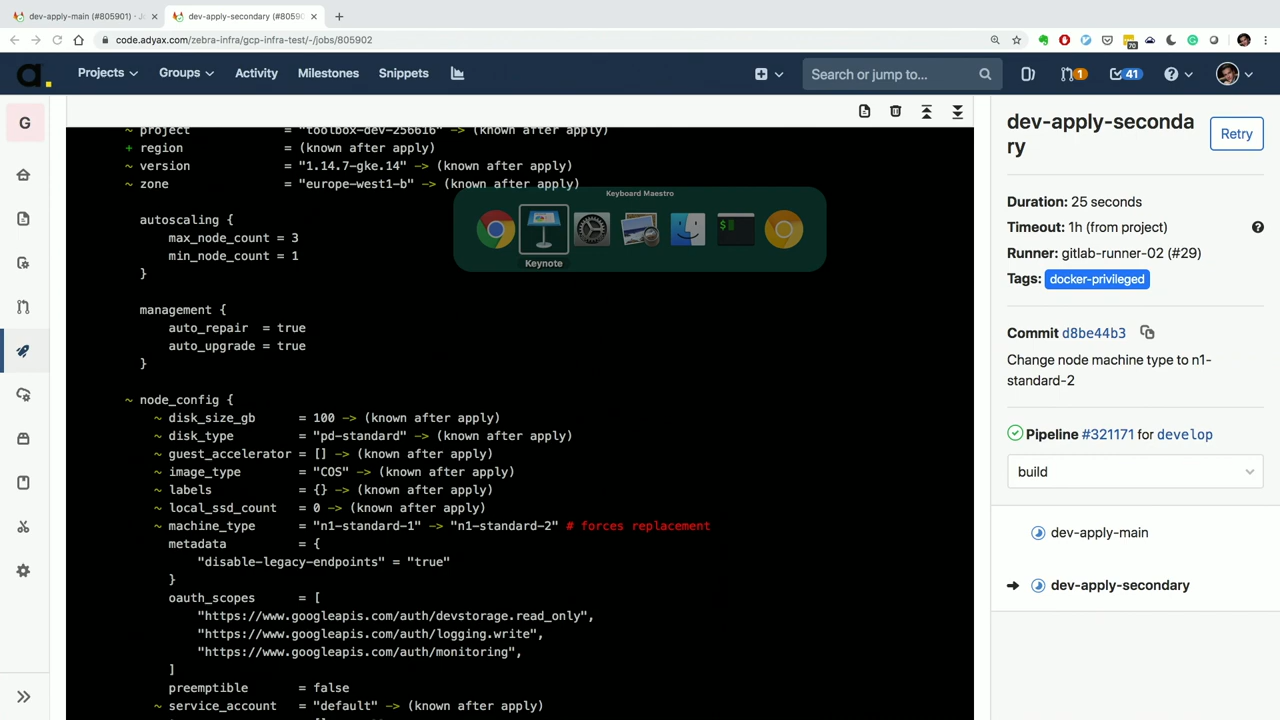 dev-apply-main (#805901) · Jo
dev-apply-secondary (#80590
code.adyax.com/zebra-infra/gcp-infra-test/-/jobs/805902
70
a.
Projects
Groups
Activity
Milestones
Snippets
Search or jump to...
1
41
G
~ project = "toolbox-dev-256616" -> (known after apply)
+ region = (known after apply)
~ version = "1.14.7-gke.14" -> (known after apply)
~ zone = "europe-west1-b" -> (known after apply)
autoscaling {
max_node_count = 3
min_node_count = 1
}
management {
auto_repair = true
auto_upgrade = true
}
~ node_config {
~ disk_size_gb = 100 -> (known after apply)
~ disk_type = "pd-standard" -> (known after apply)
~ guest_accelerator = [] -> (known after apply)
~ image_type = "COS" -> (known after apply)
~ labels = {} -> (known after apply)
~ local_ssd_count = 0 -> (known after apply)
~ machine_type = "n1-standard-1" -> "n1-standard-2" # forces replacement
metadata = {
"disable-legacy-endpoints" = "true"
}
oauth_scopes = [
"https://www.googleapis.com/auth/devstorage.read_only",
"https://www.googleapis.com/auth/logging.write",
"https://www.googleapis.com/auth/monitoring",
]
preemptible = false
~ service_account = "default" -> (known after apply)
Keyboard Maestro
Keynote
dev-apply-seconda
ry
Retry
Duration: 25 seconds
Timeout: 1h (from project)
Runner: gitlab-runner-02 (#29)
Tags: docker-privileged
Commit d8be44b3
Change node machine type to n1-
standard-2
Pipeline #321171 for develop
build
dev-apply-main
dev-apply-secondary